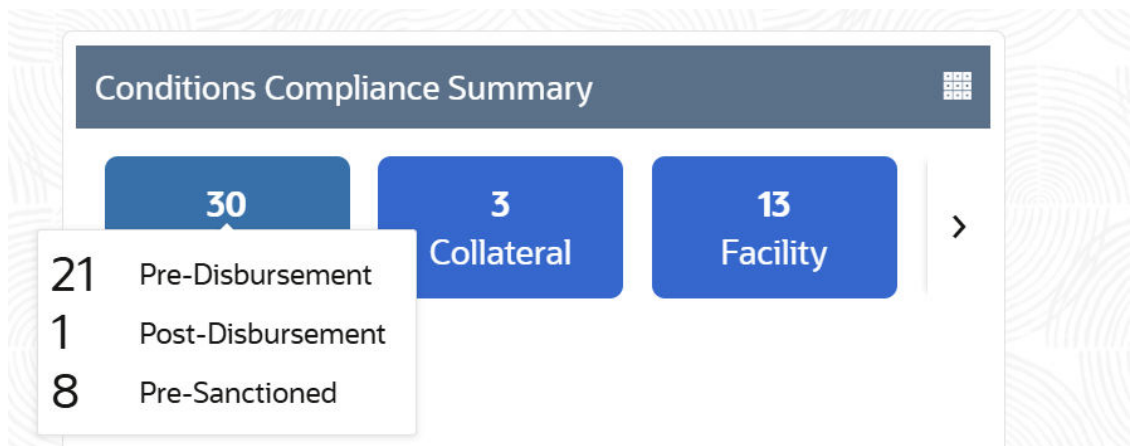 Conditions Compliance Summary
30
3
Collateral
13
Facility
21 Pre-Disbursement
1 Post-Disbursement
8 Pre-Sanctioned